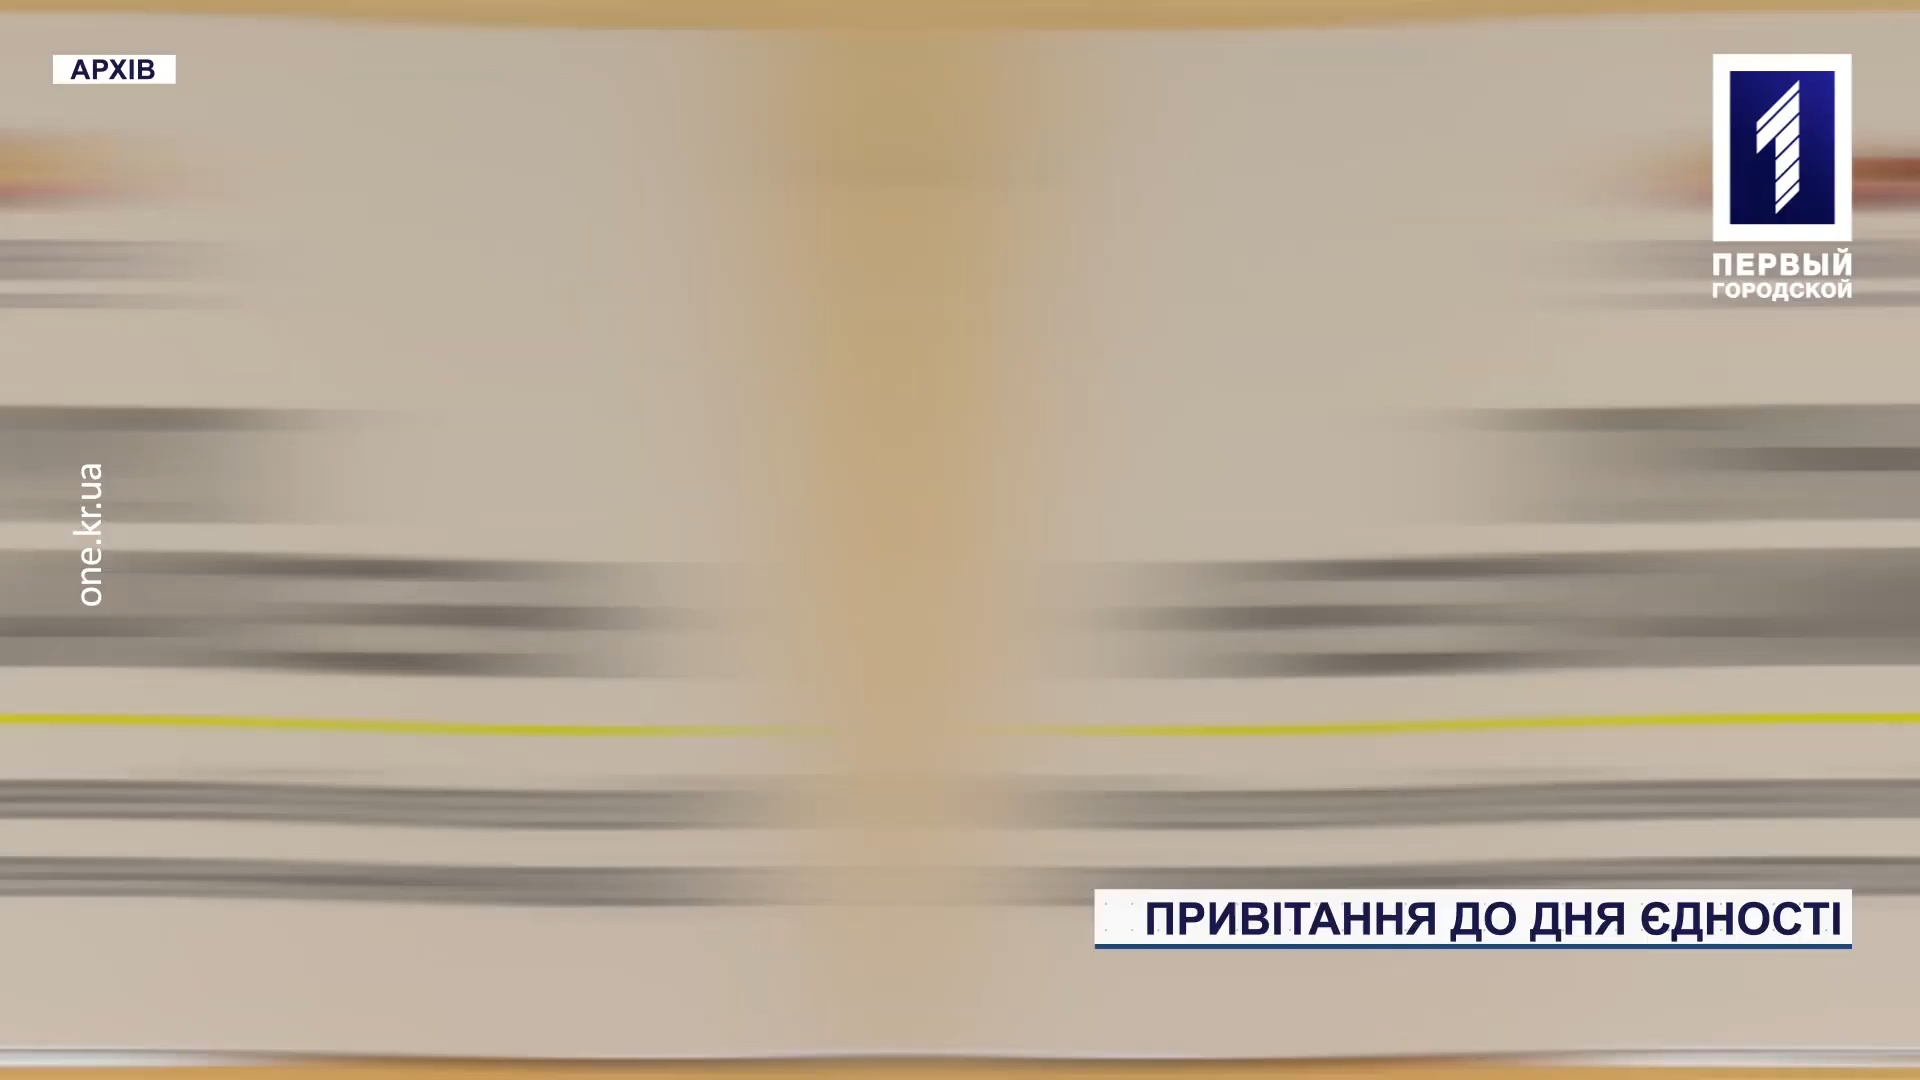 АРХІВ
ПЕРВЫЙ
ГОРОДСКОЙ
one.kr.ua
ПРИВІТАННЯ ДО ДНЯ ЄДНОСТІ